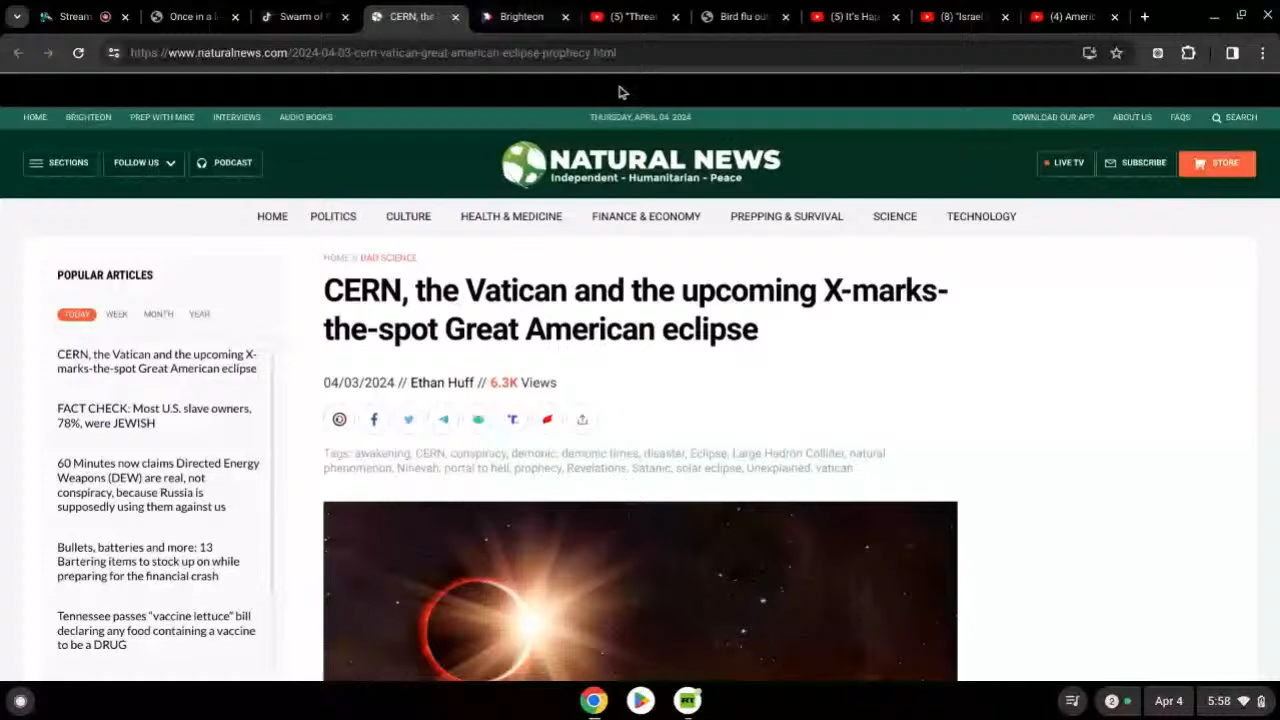 Stream
Once in a l
Swarm of
CERN, the
Brighteon
(5) "Threa
Bird flu ou
(5) It's Hap
(8) "Israel
(4) Americ
https://www.naturalnews.com/2024-04-03-cern-vatican-great-american-eclipse-prophecy.html
HOME BRIGHTEON PREP WITH MIKE INTERVIEWS AUDIO BOOKS THURSDAY, APRIL 04, 2024 DOWNLOAD OUR APP ABOUT US FAQS SEARCH
SECTIONS FOLLOW US PODCAST NATURAL NEWS LIVE TV SUBSCRIBE STORE
Independent - Humanitarian - Peace
HOME POLITICS CULTURE HEALTH & MEDICINE FINANCE & ECONOMY PREPPING & SURVIVAL SCIENCE TECHNOLOGY
POPULAR ARTICLES
TODAY WEEK MONTH YEAR
CERN, the Vatican and the upcoming X-
marks-the-spot Great American eclipse
FACT CHECK: Most U.S. slave owners,
78%, were JEWISH
60 Minutes now claims Directed Energy
Weapons (DEW) are real, not
conspiracy, because Russia is
supposedly using them against us
Bullets, batteries and more: 13
Bartering items to stock up on while
preparing for the financial crash
Tennessee passes "vaccine lettuce" bill
declaring any food containing a vaccine
to be a DRUG
HOME // BAD SCIENCE
CERN, the Vatican and the upcoming X-marks-
the-spot Great American eclipse
04/03/2024 // Ethan Huff // 6.3K Views
Tags: awakening, CERN, conspiracy, demonic, demonic times, disaster, Eclipse, Large Hadron Collider, natural
phenomenon, Ninevah, portal to hell, prophecy, Revelations, Satanic, solar eclipse, Unexplained, vatican
2 Apr 4 5:58